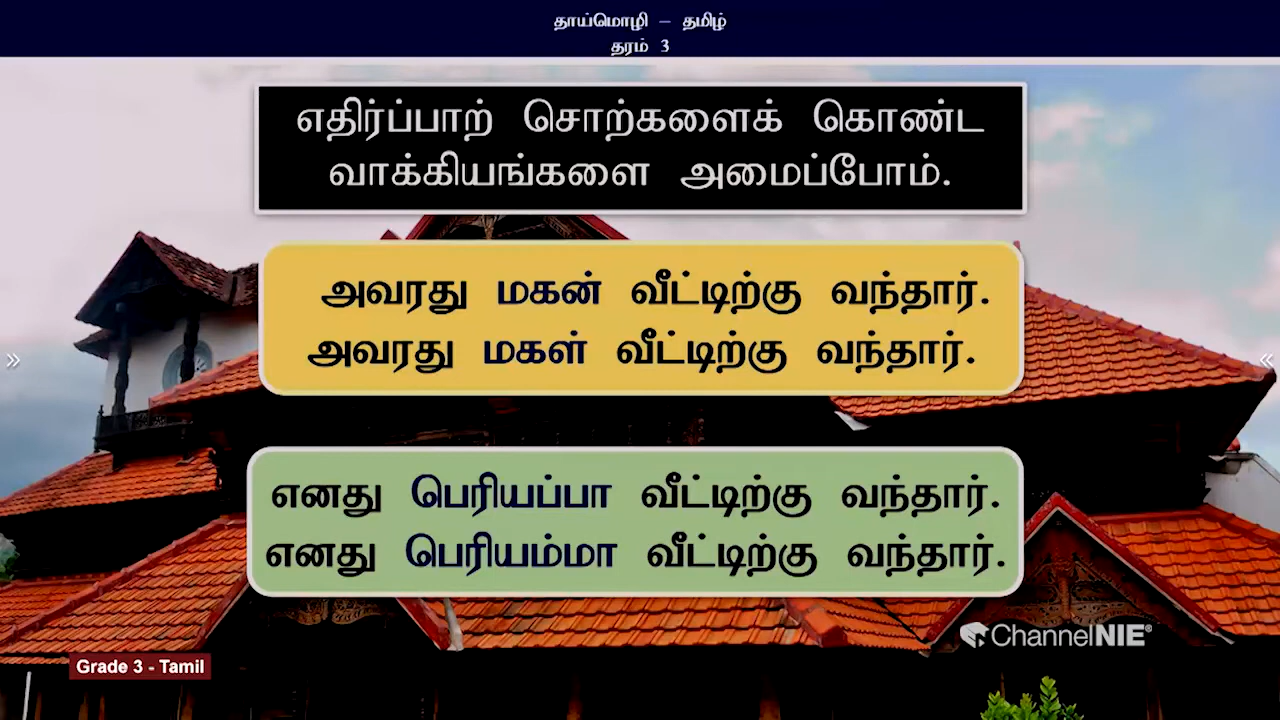 தாய்மொழி – தமிழ்
தரம் 3
எதிர்ப்பாற் சொற்களைக் கொண்ட
வாக்கியங்களை அமைப்போம்.
அவரது மகன் வீட்டிற்கு வந்தார்.
அவரது மகள் வீட்டிற்கு வந்தார்.
எனது பெரியப்பா வீட்டிற்கு வந்தார்.
எனது பெரியம்மா வீட்டிற்கு வந்தார்.
ChannelNIE®
Grade 3 - Tamil